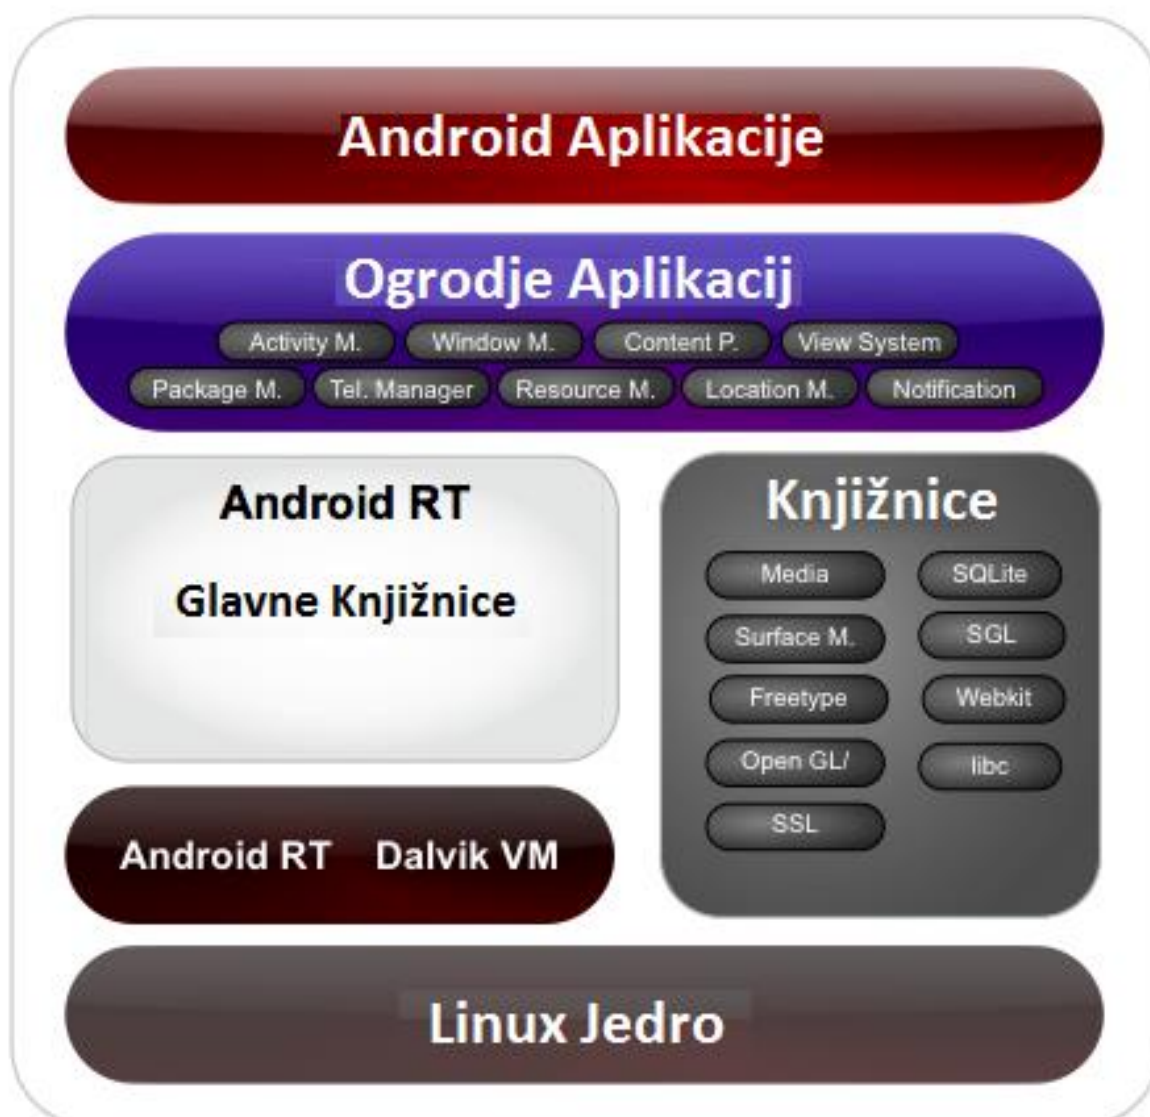 Android Aplikacije
Ogrodje Aplikacij
Activity M. Window M. Content P. View System
Package M. Tel. Manager Resource M. Location M. Notification
Android RT
Glavne Knjižnice
Android RT Dalvik VM
Knjižnice
Media SQLite
Surface M. SGL
Freetype Webkit
Open GL/ libc
SSL
Linux Jedro